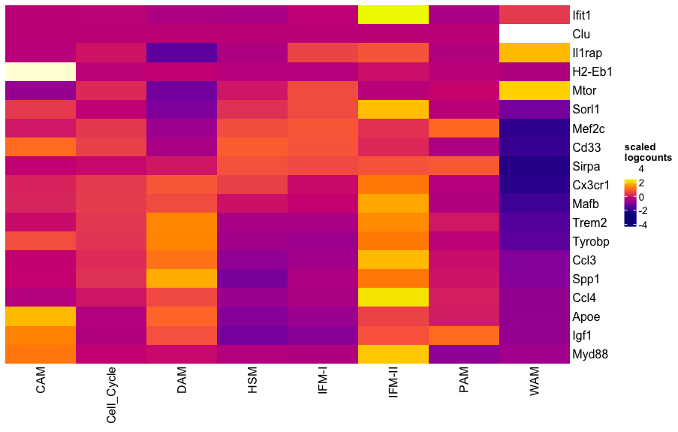 Ifit1
Clu
Il1rap
H2-Eb1
Mtor
Sorl1
Mef2c
Cd33
Sirpa
Cx3cr1
Mafb
Trem2
Tyrobp
Ccl3
Spp1
Ccl4
Apoe
Igf1
Myd88
scaled
logcounts
4
2
0
-2
-4
CAM
Cell_Cycle
DAM
HSM
IFM-I
IFM-II
PAM
WAM